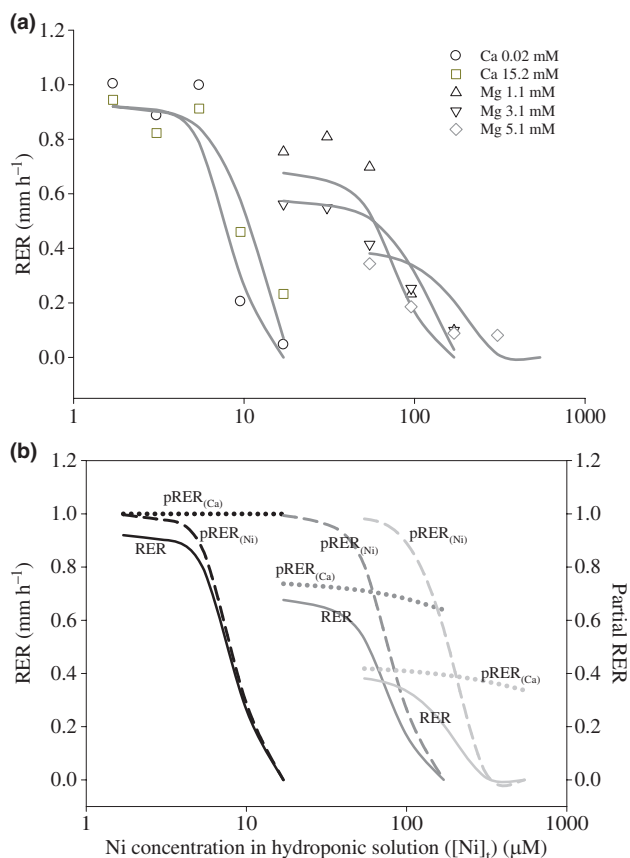 (a)
1.2
1.0
0.8
0.6
0.4
0.2
0.0
RER (mm h⁻¹)
Ca 0.02 mM
Ca 15.2 mM
Mg 1.1 mM
Mg 3.1 mM
Mg 5.1 mM
1 10 100 1000
(b)
1.2 1.2
1.0 1.0
0.8 0.8
0.6 0.6
0.4 0.4
0.2 0.2
0.0 0.0
RER (mm h⁻¹)
Partial RER
pRER(Ca)
pRER(Ni)
RER
pRER(Ni)
pRER(Ca)
RER
pRER(Ni)
pRER(Ca)
RER
1 10 100 1000
Ni concentration in hydroponic solution ([Ni]t) (μM)